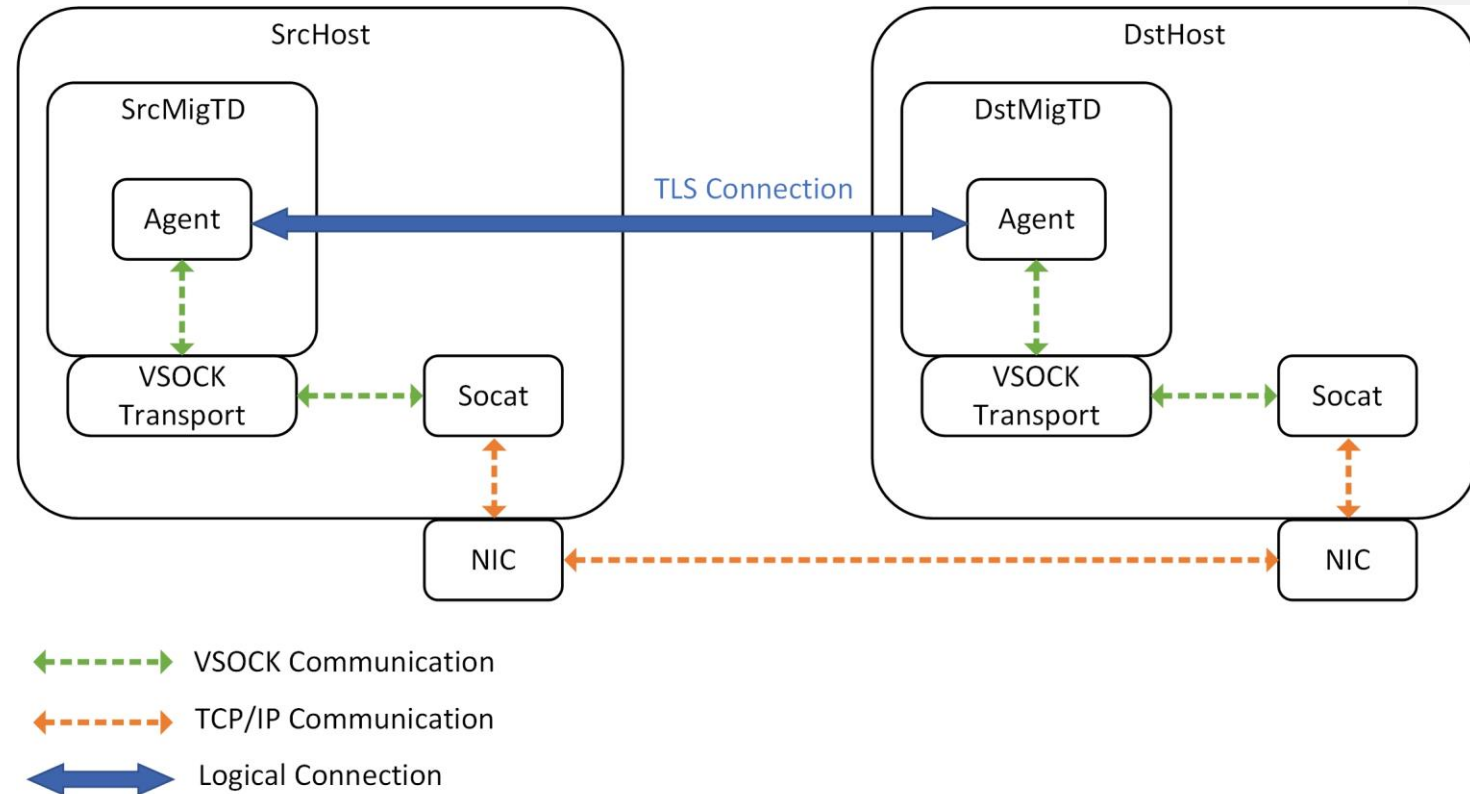 SrcHost
DstHost
SrcMigTD
DstMigTD
TLS Connection
Agent
Agent
VSOCK
Transport
Socat
VSOCK
Transport
Socat
NIC
NIC
VSOCK Communication
TCP/IP Communication
Logical Connection